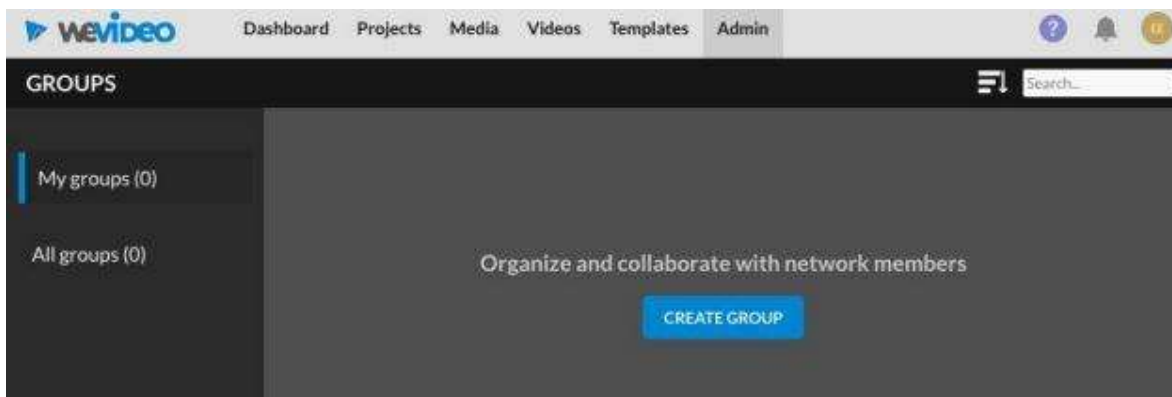 WEVIDEO Dashboard Projects Media Videos Templates Admin ?
GROUPS Search...
My groups (0)
All groups (0)
Organize and collaborate with network members
CREATE GROUP